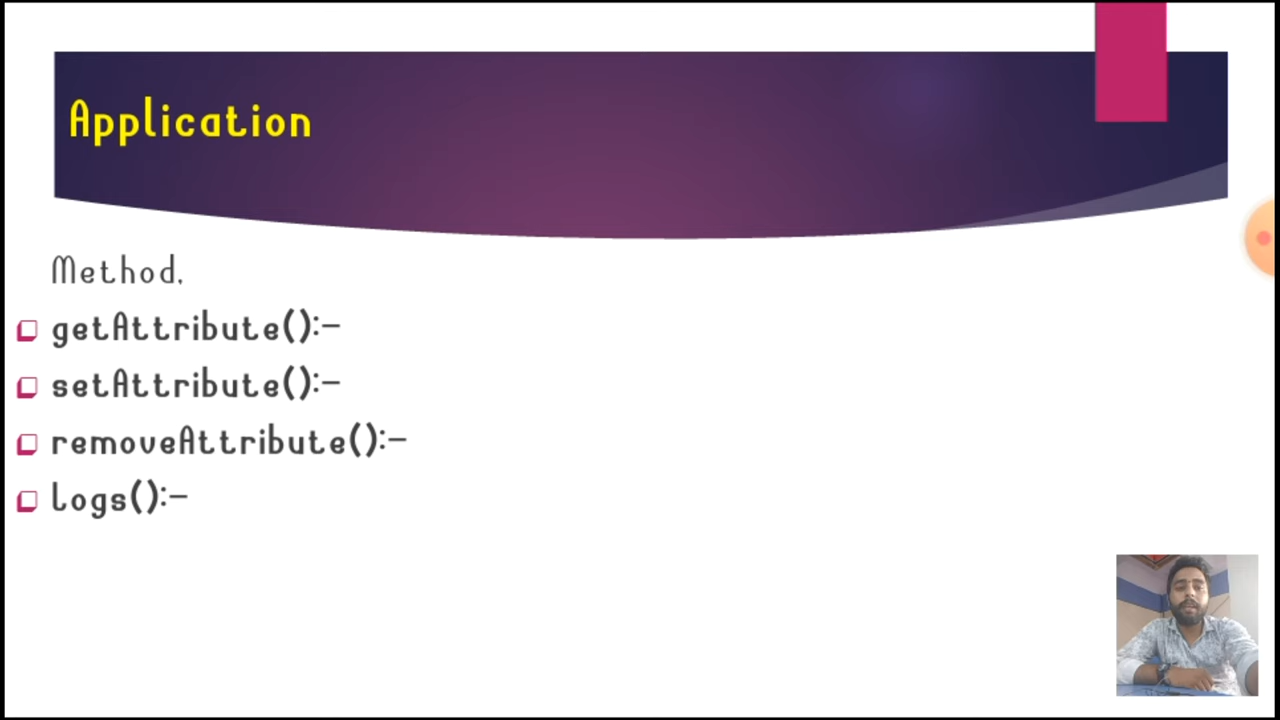 Application
Method,
getAttribute():-
setAttribute():-
removeAttribute():-
logs():-